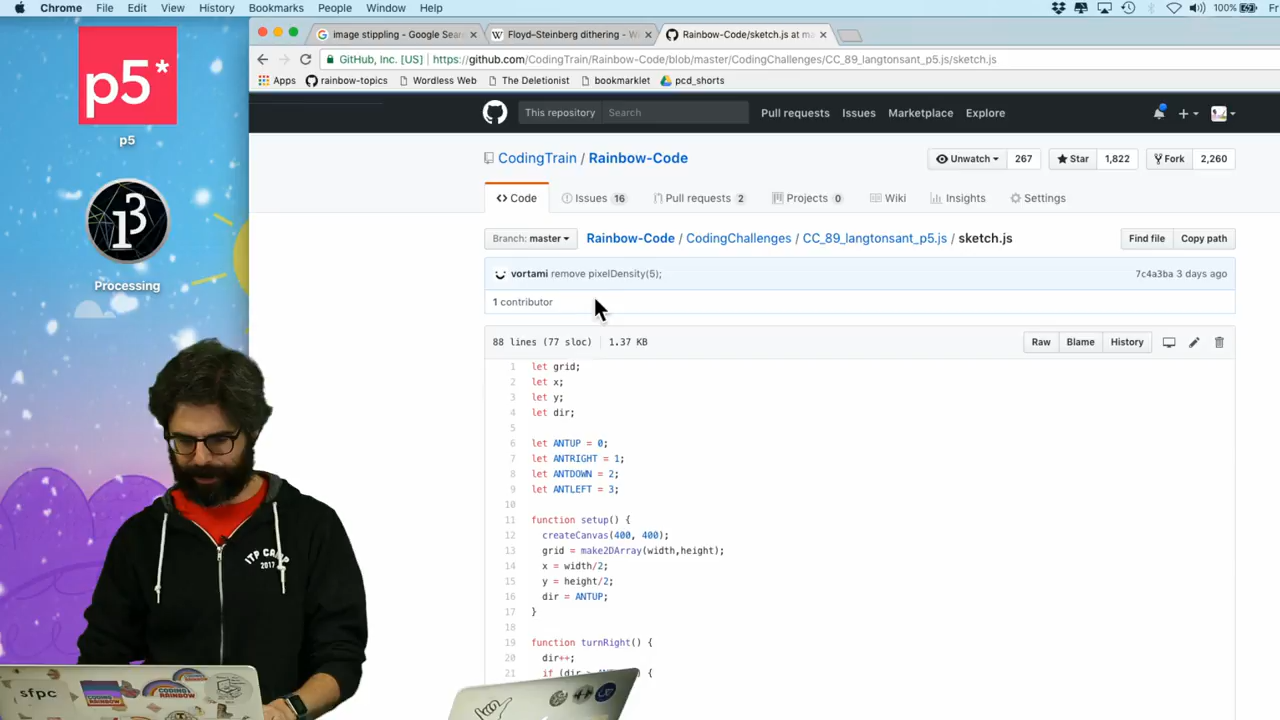 Chrome File Edit View History Bookmarks People Window Help 100% Fr
image stippling - Google Sear Floyd–Steinberg dithering - W Rainbow-Code/sketch.js at ma
GitHub, Inc. [US] https://github.com/CodingTrain/Rainbow-Code/blob/master/CodingChallenges/CC_89_langtonsant_p5.js/sketch.js
Apps rainbow-topics Wordless Web The Deletionist bookmarklet pcd_shorts
p5*
p5
Processing
This repository Search Pull requests Issues Marketplace Explore
CodingTrain / Rainbow-Code Unwatch 267 Star 1,822 Fork 2,260
Code Issues 16 Pull requests 2 Projects 0 Wiki Insights Settings
Branch: master Rainbow-Code / CodingChallenges / CC_89_langtonsant_p5.js / sketch.js Find file Copy path
vortami remove pixelDensity(5); 7c4a3ba 3 days ago
1 contributor
88 lines (77 sloc) 1.37 KB Raw Blame History
1 let grid;
2 let x;
3 let y;
4 let dir;
5
6 let ANTUP = 0;
7 let ANTRIGHT = 1;
8 let ANTDOWN = 2;
9 let ANTLEFT = 3;
10
11 function setup() {
12 createCanvas(400, 400);
13 grid = make2DArray(width,height);
14 x = width/2;
15 y = height/2;
16 dir = ANTUP;
17 }
18
19 function turnRight() {
20 dir++;
21 if (dir > {
ITP CAMP
2017
sfpc
CODING
RAINBOW